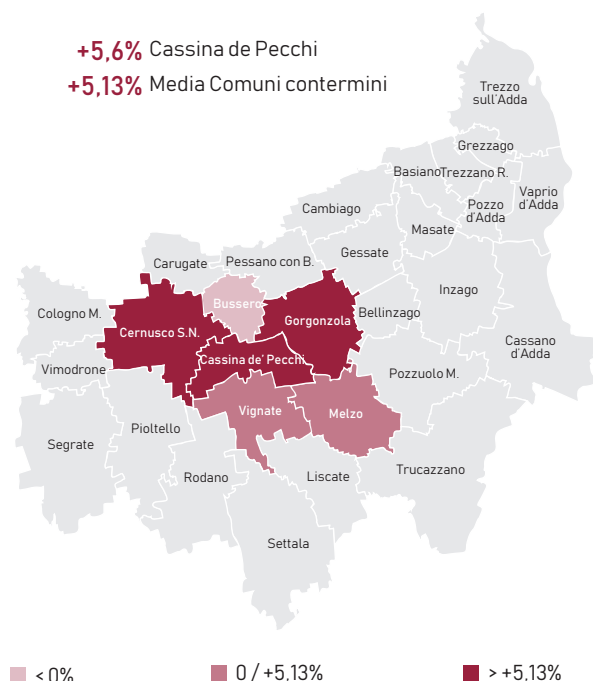 +5,6% Cassina de Pecchi
+5,13% Media Comuni contermini
Trezzo
sull'Adda
Grezzago
Basiano
Trezzano R.
Vaprio
d'Adda
Pozzo
d'Adda
Cambiago
Masate
Gessate
Carugate
Pessano con B.
Inzago
Bussero
Cologno M.
Bellinzago
Gorgonzola
Cernusco S.N.
Cassano
d'Adda
Cassina de' Pecchi
Vimodrone
Pozzuolo M.
Vignate
Melzo
Pioltello
Segrate
Trucazzano
Rodano
Liscate
Settala
< 0%
0 / +5,13%
> +5,13%